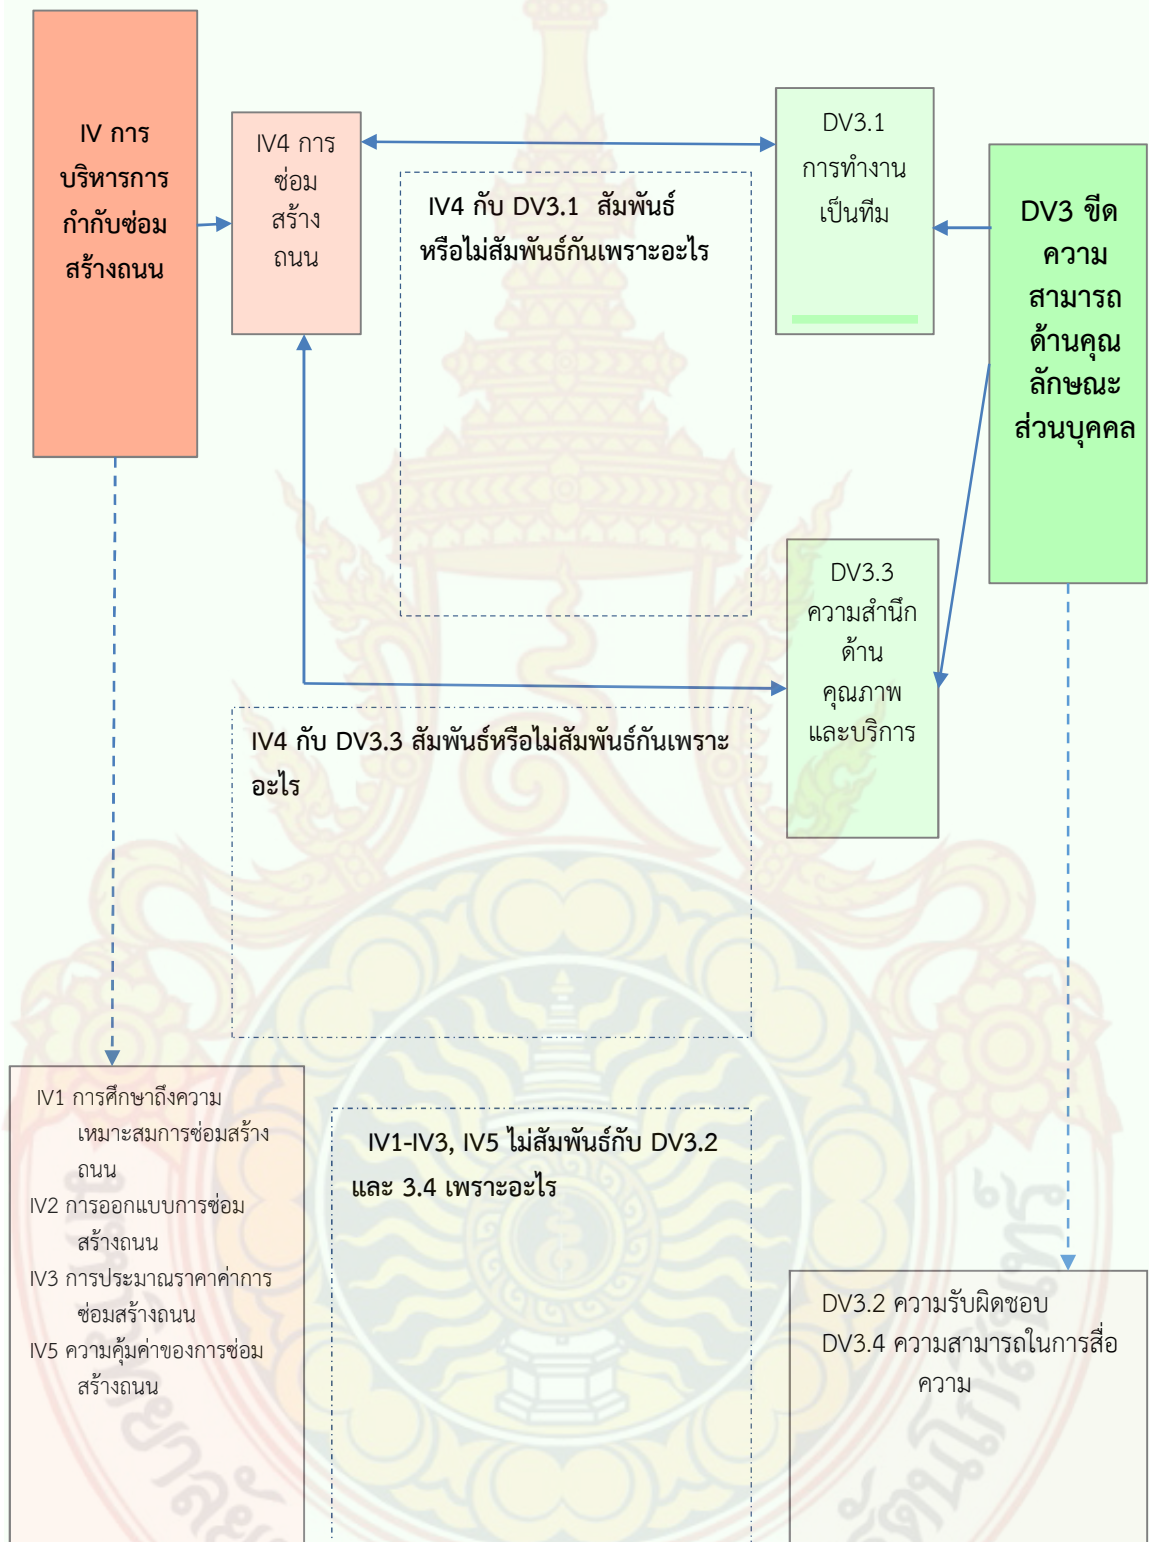 IV การ
บริหารการ
กำกับซ่อม
สร้างถนน
IV4 การ
ซ่อม
สร้าง
ถนน
IV4 กับ DV3.1 สัมพันธ์
หรือไม่สัมพันธ์กันเพราะอะไร
DV3.1
การทำงาน
เป็นทีม
DV3 ขีด
ความ
สามารถ
ด้านคุณ
ลักษณะ
ส่วนบุคคล
DV3.3
ความสำนึก
ด้าน
คุณภาพ
และบริการ
IV4 กับ DV3.3 สัมพันธ์หรือไม่สัมพันธ์กันเพราะ
อะไร
IV1 การศึกษาถึงความ
เหมาะสมการซ่อมสร้าง
ถนน
IV2 การออกแบบการซ่อม
สร้างถนน
IV3 การประมาณราคาค่าการ
ซ่อมสร้างถนน
IV5 ความคุ้มค่าของการซ่อม
สร้างถนน
IV1-IV3, IV5 ไม่สัมพันธ์กับ DV3.2
และ 3.4 เพราะอะไร
DV3.2 ความรับผิดชอบ
DV3.4 ความสามารถในการสื่อ
ความ